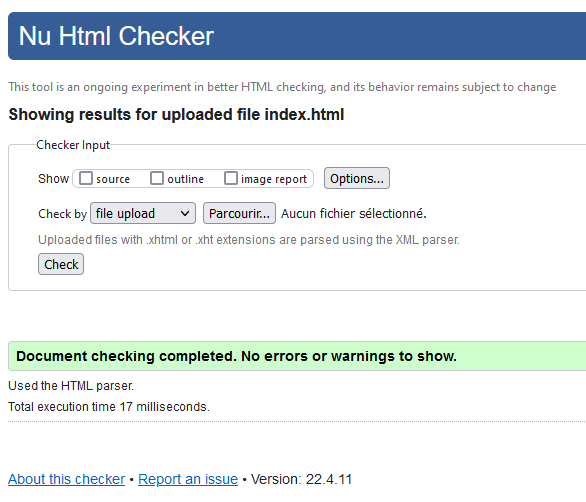 Nu Html Checker
This tool is an ongoing experiment in better HTML checking, and its behavior remains subject to change
Showing results for uploaded file index.html
Checker Input
Show source outline image report Options...
Check by file upload Parcourir... Aucun fichier sélectionné.
Uploaded files with .xhtml or .xht extensions are parsed using the XML parser.
Check
Document checking completed. No errors or warnings to show.
Used the HTML parser.
Total execution time 17 milliseconds.
About this checker • Report an issue • Version: 22.4.11